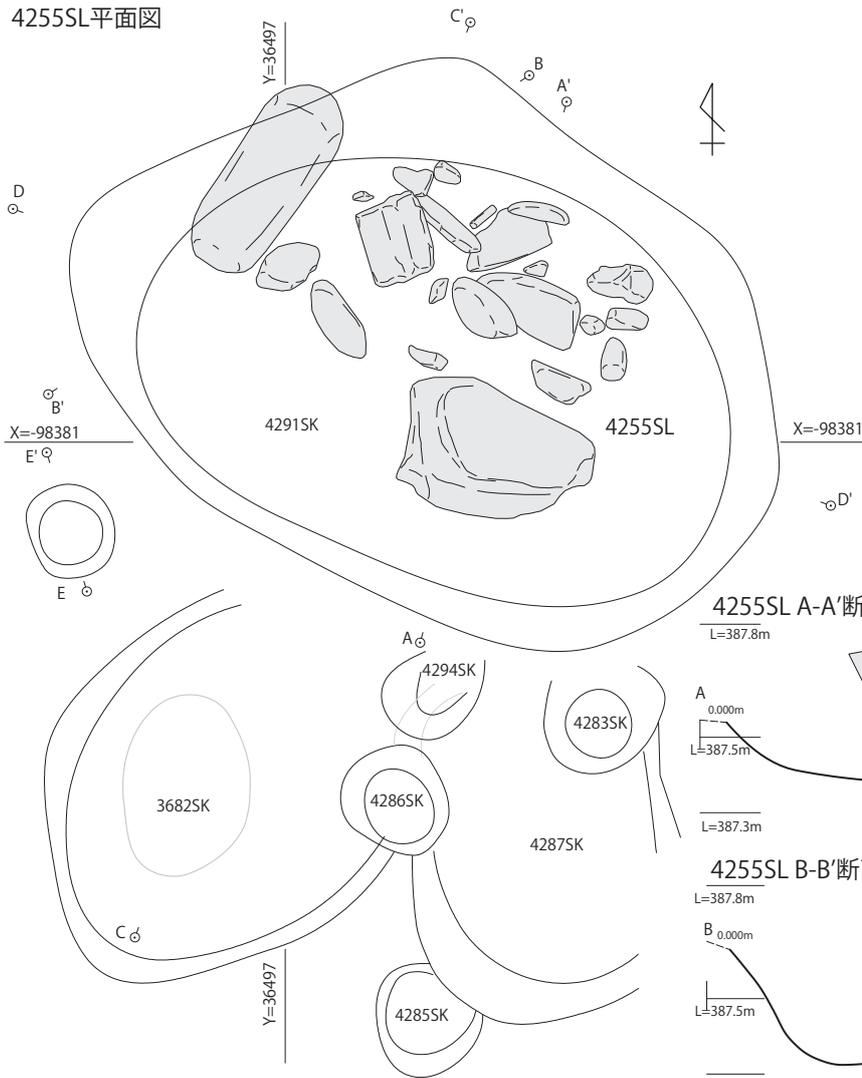 4255SL平面図
Y=36497
C'
B
A'
D
B'
X=-98381
E'
4291SK
4255SL
X=-98381
D'
E
4255SL A-A'断
L=387.8m
A
4294SK
4283SK
A
0.000m
L=387.5m
3682SK
4286SK
4287SK
L=387.3m
4255SL B-B'断
L=387.8m
C
B
0.000m
Y=36497
4285SK
L=387.5m